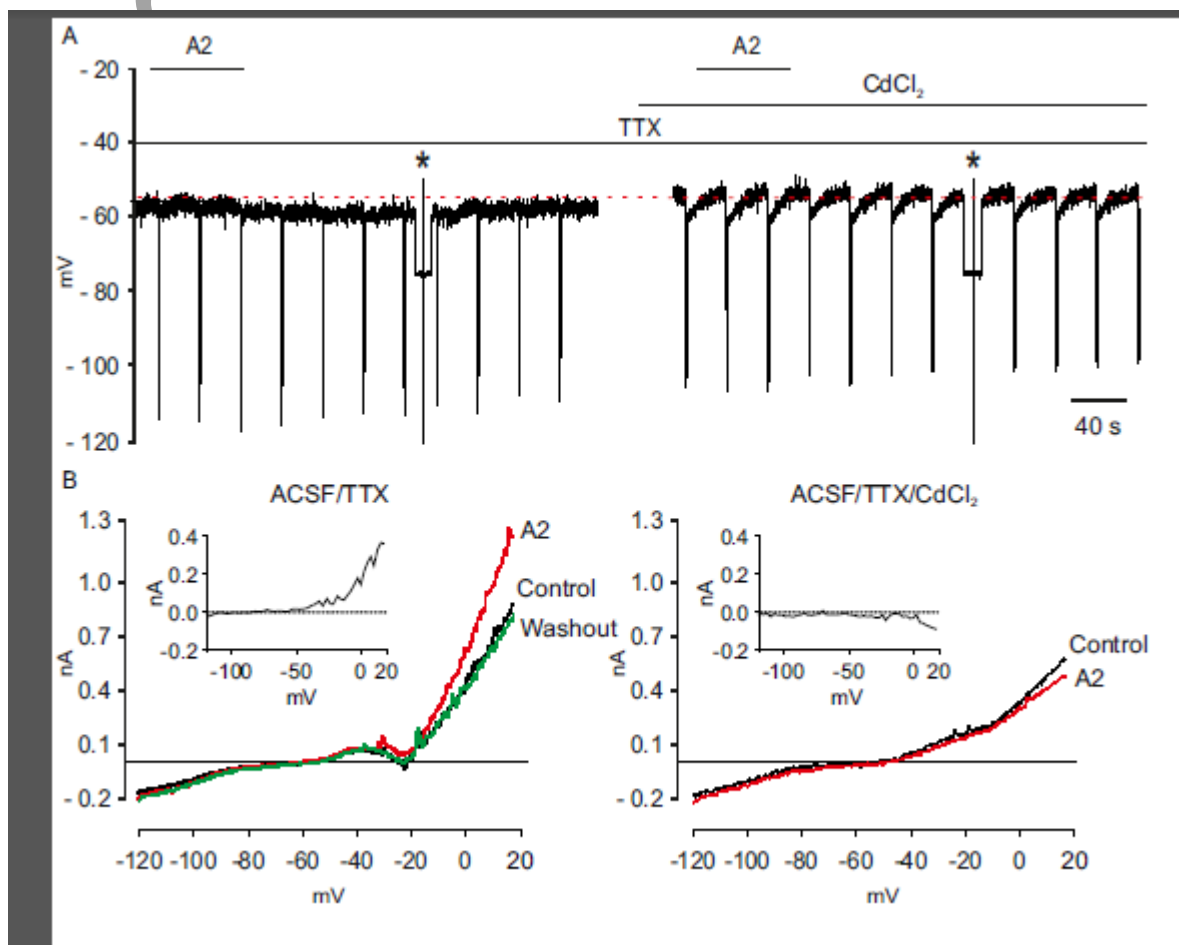 A
A2
A2
CdCl₂
TTX
*
*
- 20
- 40
- 60
- 80
- 100
- 120
mV
40 s
B
ACSF/TTX
1.3
1.0
0.7
0.4
0.1
- 0.2
nA
0.4
0.2
0.0
-0.2
nA
-100
-50
0
20
mV
A2
Control
Washout
-120
-100
-80
-60
-40
-20
0
20
mV
ACSF/TTX/CdCl₂
1.3
1.0
0.7
0.4
0.1
- 0.2
nA
0.4
0.2
0.0
-0.2
nA
-100
-50
0
20
mV
Control
A2
-120
-100
-80
-60
-40
-20
0
20
mV